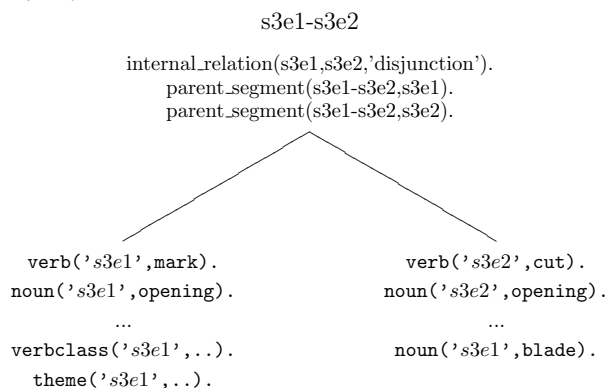 s3e1-s3e2
internal_relation(s3e1,s3e2,'disjunction').
parent_segment(s3e1-s3e2,s3e1).
parent_segment(s3e1-s3e2,s3e2).
verb('s3e1',mark).
noun('s3e1',opening).
...
verbclass('s3e1',..).
theme('s3e1',..).
verb('s3e2',cut).
noun('s3e2',opening).
...
noun('s3e1',blade).